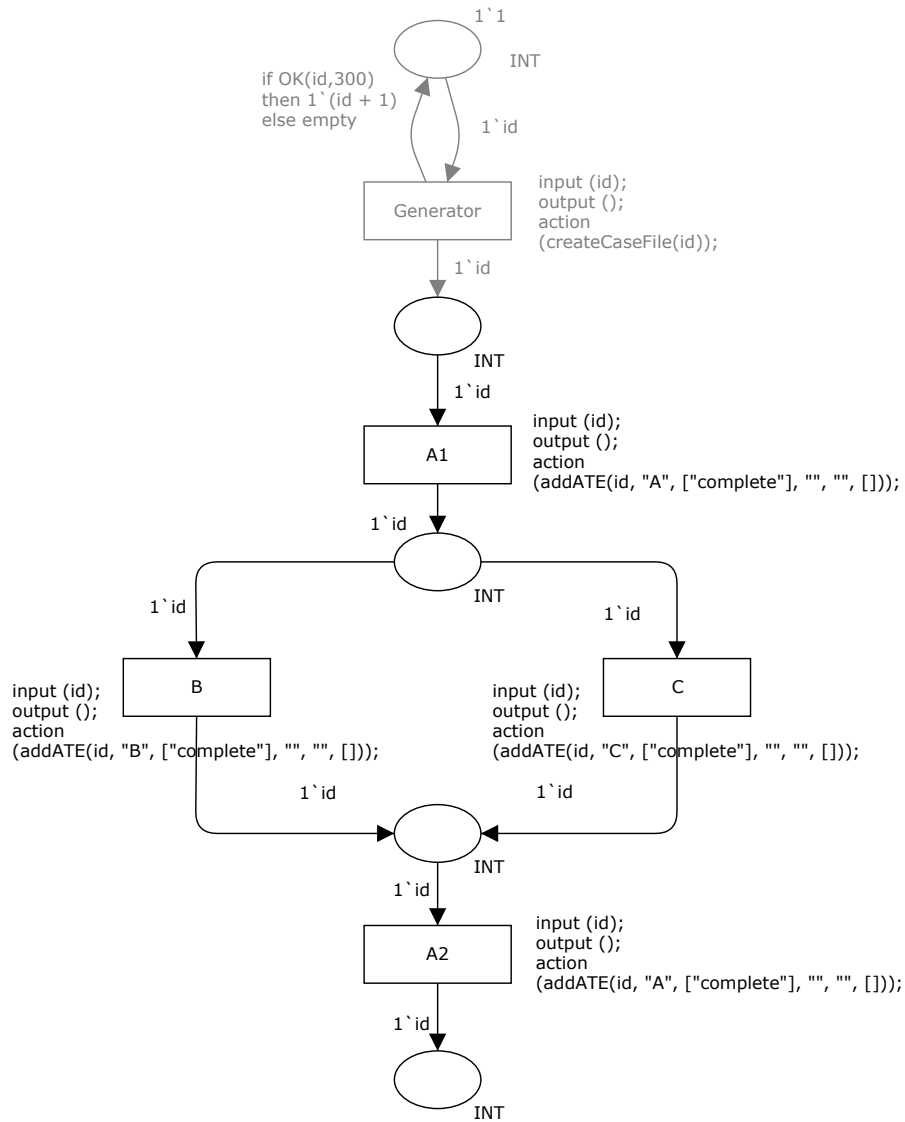 1`1
INT
if OK(id,300)
then 1`(id + 1)
else empty
1`id
Generator
input (id);
output ();
action
(createCaseFile(id));
1`id
INT
1`id
A1
input (id);
output ();
action
(addATE(id, "A", ["complete"], "", "", []));
1`id
INT
1`id
1`id
B
input (id);
output ();
action
(addATE(id, "B", ["complete"], "", "", []));
C
input (id);
output ();
action
(addATE(id, "C", ["complete"], "", "", []));
1`id
1`id
INT
1`id
A2
input (id);
output ();
action
(addATE(id, "A", ["complete"], "", "", []));
1`id
INT